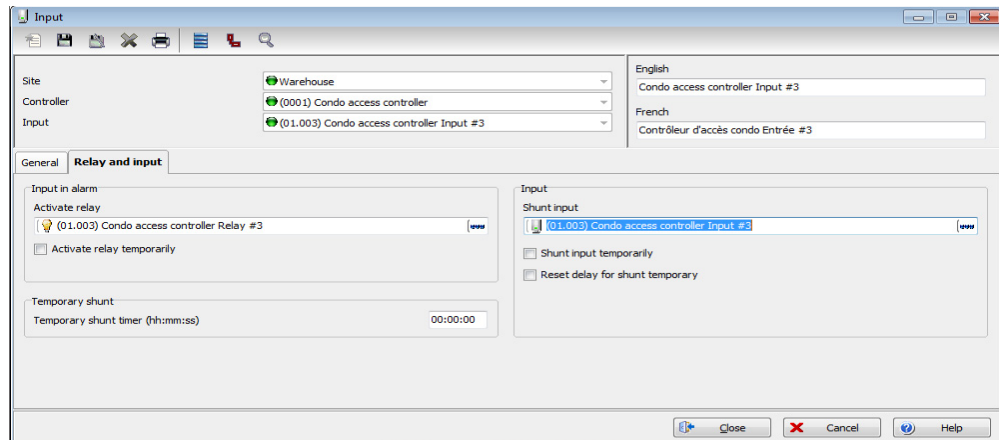 Input
Site
Warehouse
Controller
(0001) Condo access controller
Input
(01.003) Condo access controller Input #3
English
Condo access controller Input #3
French
Contrôleur d'accès condo Entrée #3
General
Relay and input
Input in alarm
Activate relay
(01.003) Condo access controller Relay #3
Activate relay temporarily
Temporary shunt
Temporary shunt timer (hh:mm:ss)
00:00:00
Input
Shunt input
(01.003) Condo access controller Input #3
Shunt input temporarily
Reset delay for shunt temporary
Close
Cancel
Help